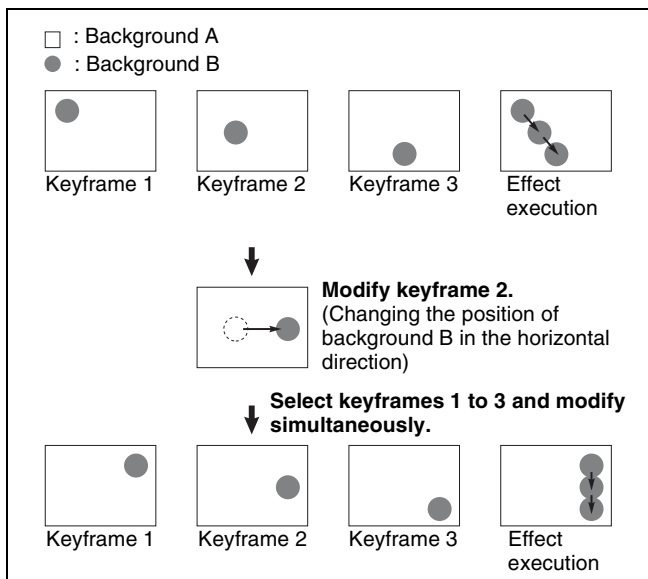 : Background A
: Background B
Keyframe 1
Keyframe 2
Keyframe 3
Effect
execution
Modify keyframe 2.
(Changing the position of
background B in the horizontal
direction)
Select keyframes 1 to 3 and modify
simultaneously.
Keyframe 1
Keyframe 2
Keyframe 3
Effect
execution